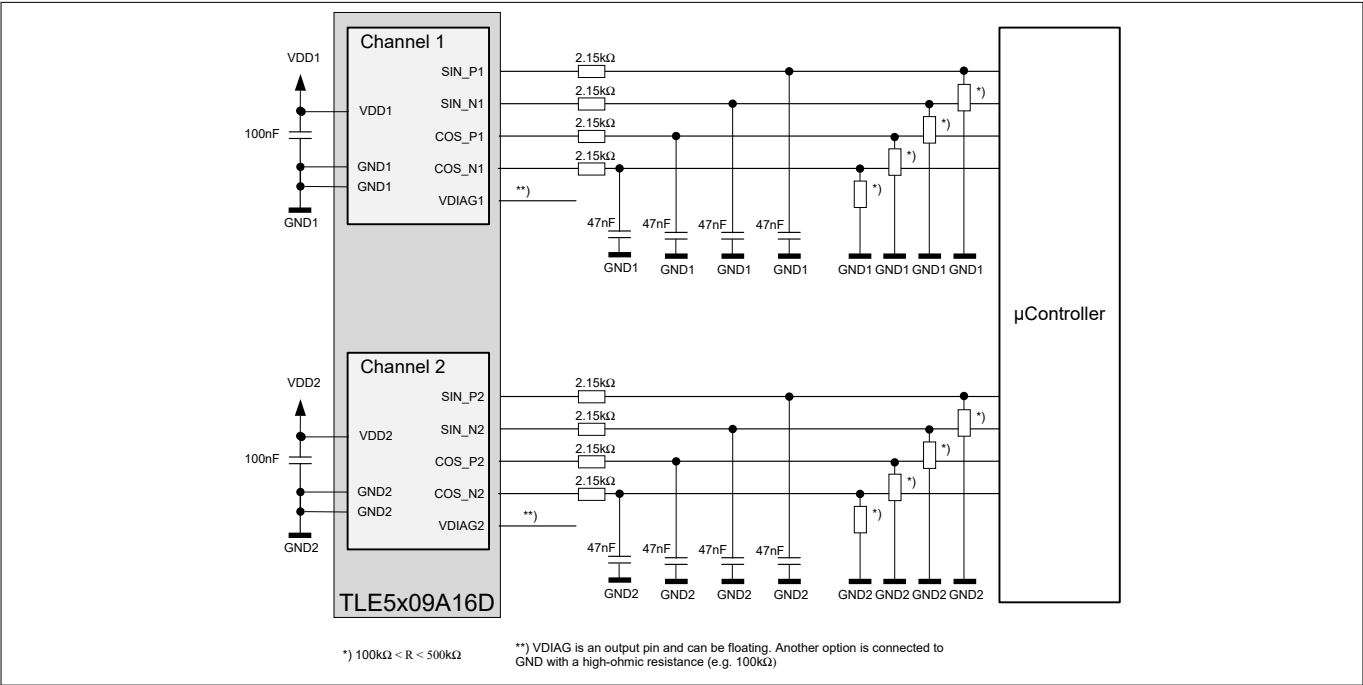 Channel 1
VDD1
2.15kΩ
SIN_P1
2.15kΩ
*)
VDD1
SIN_N1
100nF
2.15kΩ
*)
COS_P1
2.15kΩ
*)
GND1
COS_N1
GND1
**)
*)
VDIAG1
GND1
47nF
47nF
47nF
47nF
GND1
GND1
GND1
GND1
GND1
GND1
GND1
GND1
µController
Channel 2
VDD2
2.15kΩ
SIN_P2
2.15kΩ
*)
VDD2
SIN_N2
100nF
2.15kΩ
*)
COS_P2
2.15kΩ
*)
GND2
COS_N2
GND2
**)
*)
VDIAG2
GND2
47nF
47nF
47nF
47nF
GND2
GND2
GND2
GND2
GND2
GND2
GND2
GND2
TLE5x09A16D
*) 100kΩ < R < 500kΩ
**) VDIAG is an output pin and can be floating. Another option is connected to
GND with a high-ohmic resistance (e.g. 100kΩ)